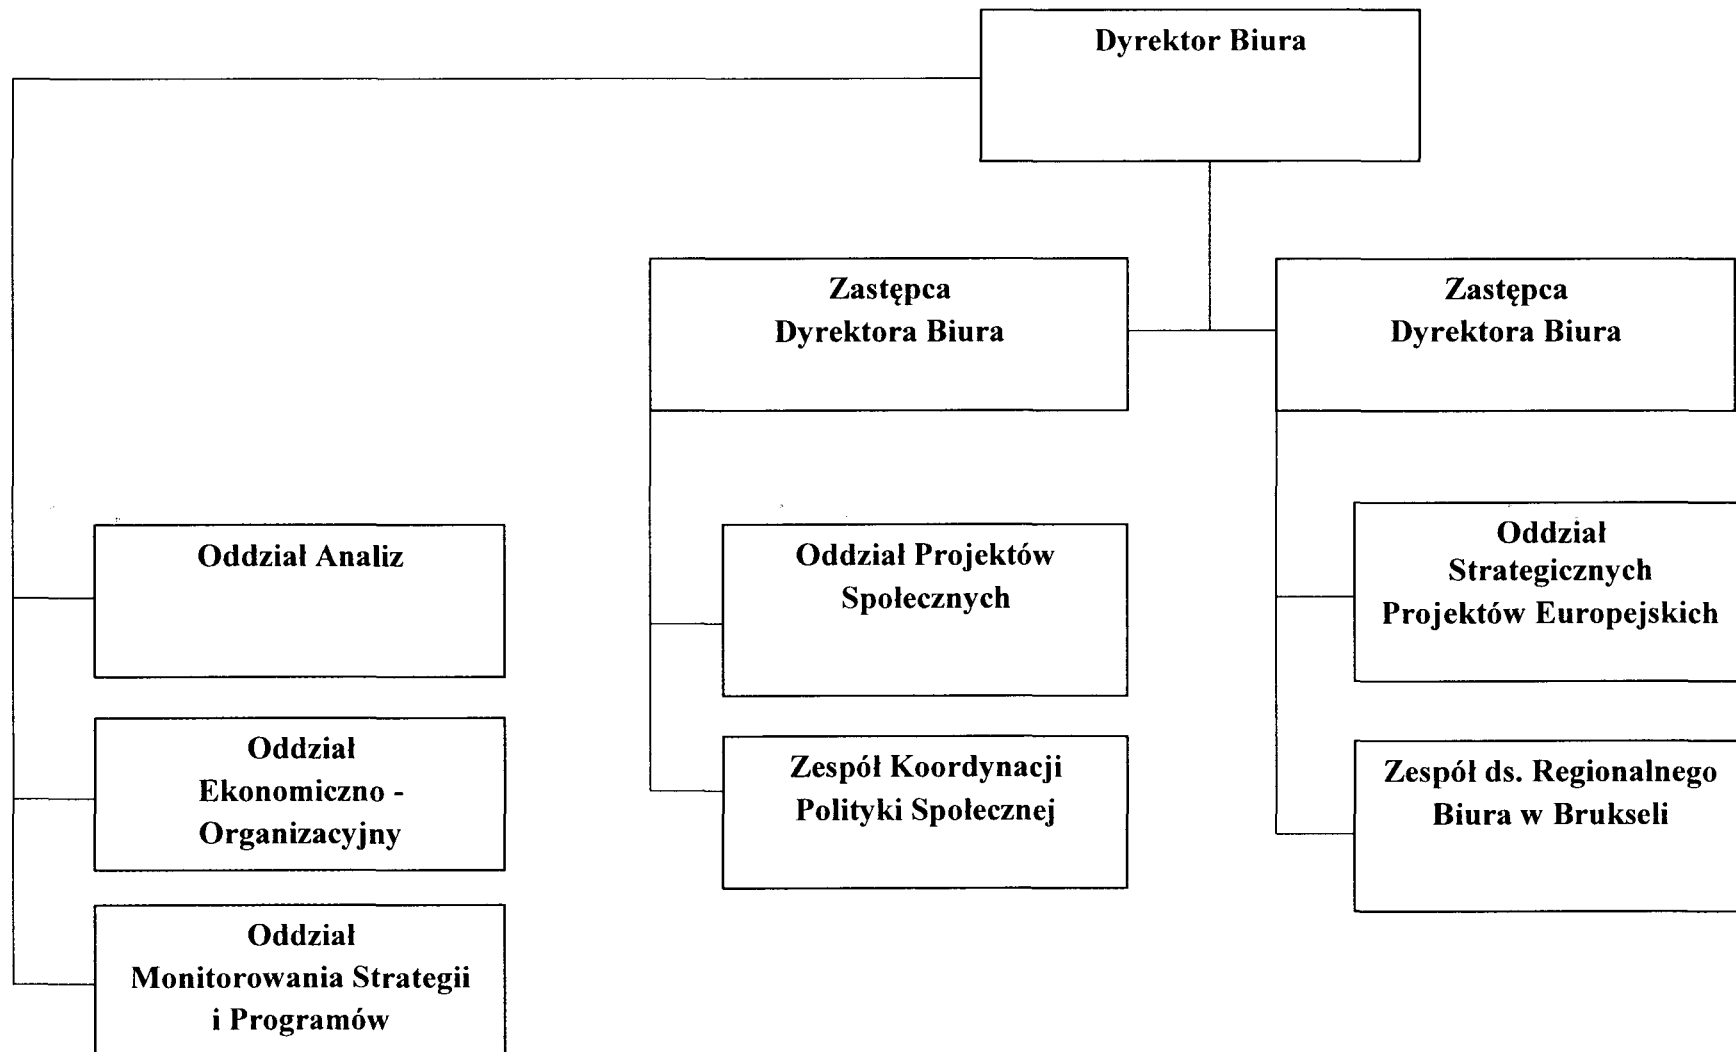 Dyrektor Biura
Zastępca
Dyrektora Biura
Zastępca
Dyrektora Biura
Oddział Analiz
Oddział
Ekonomiczno -
Organizacyjny
Oddział
Monitorowania Strategii
i Programów
Oddział Projektów
Społecznych
Zespół Koordynacji
Polityki Społecznej
Oddział
Strategicznych
Projektów Europejskich
Zespół ds. Regionalnego
Biura w Brukseli